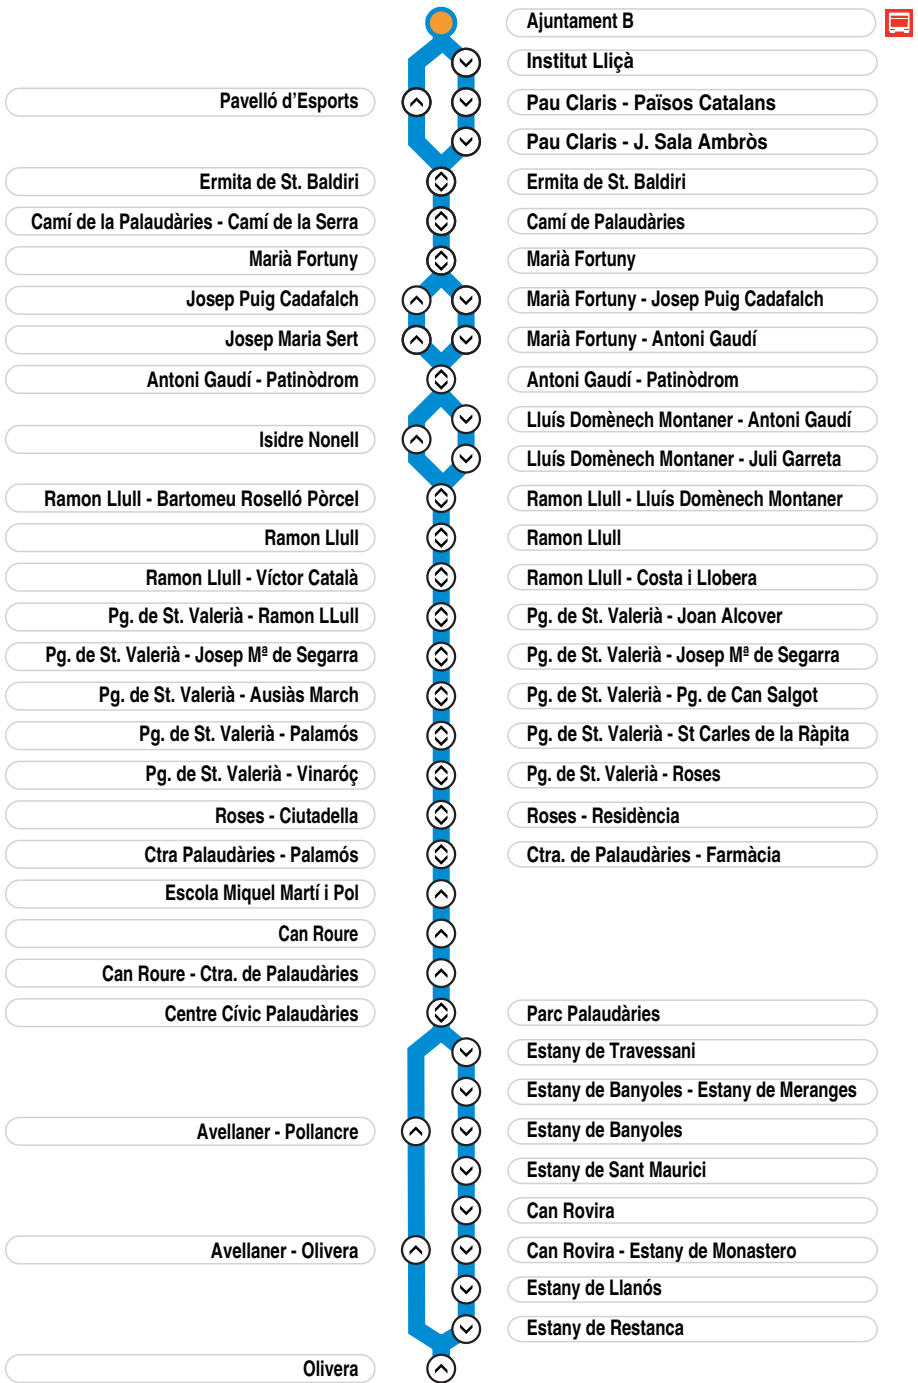 Ajuntament B
Institut Lliçà
Pavelló d'Esports
Pau Claris - Països Catalans
Pau Claris - J. Sala Ambròs
Ermita de St. Baldiri
Ermita de St. Baldiri
Camí de la Palaudàries - Camí de la Serra
Camí de Palaudàries
Marià Fortuny
Marià Fortuny
Josep Puig Cadafalch
Marià Fortuny - Josep Puig Cadafalch
Josep Maria Sert
Marià Fortuny - Antoni Gaudí
Antoni Gaudí - Patinòdrom
Antoni Gaudí - Patinòdrom
Lluís Domènech Montaner - Antoni Gaudí
Isidre Nonell
Lluís Domènech Montaner - Juli Garreta
Ramon Llull - Bartomeu Roselló Pòrcel
Ramon Llull - Lluís Domènech Montaner
Ramon Llull
Ramon Llull
Ramon Llull - Víctor Català
Ramon Llull - Costa i Llobera
Pg. de St. Valerià - Ramon LLull
Pg. de St. Valerià - Joan Alcover
Pg. de St. Valerià - Josep Mª de Segarra
Pg. de St. Valerià - Josep Mª de Segarra
Pg. de St. Valerià - Ausiàs March
Pg. de St. Valerià - Pg. de Can Salgot
Pg. de St. Valerià - Palamós
Pg. de St. Valerià - St Carles de la Ràpita
Pg. de St. Valerià - Vinaróç
Pg. de St. Valerià - Roses
Roses - Ciutadella
Roses - Residència
Ctra Palaudàries - Palamós
Ctra. de Palaudàries - Farmàcia
Escola Miquel Martí i Pol
Can Roure
Can Roure - Ctra. de Palaudàries
Centre Cívic Palaudàries
Parc Palaudàries
Estany de Travessani
Estany de Banyoles - Estany de Meranges
Avellaner - Pollancre
Estany de Banyoles
Estany de Sant Maurici
Can Rovira
Avellaner - Olivera
Can Rovira - Estany de Monastero
Estany de Llanós
Estany de Restanca
Olivera